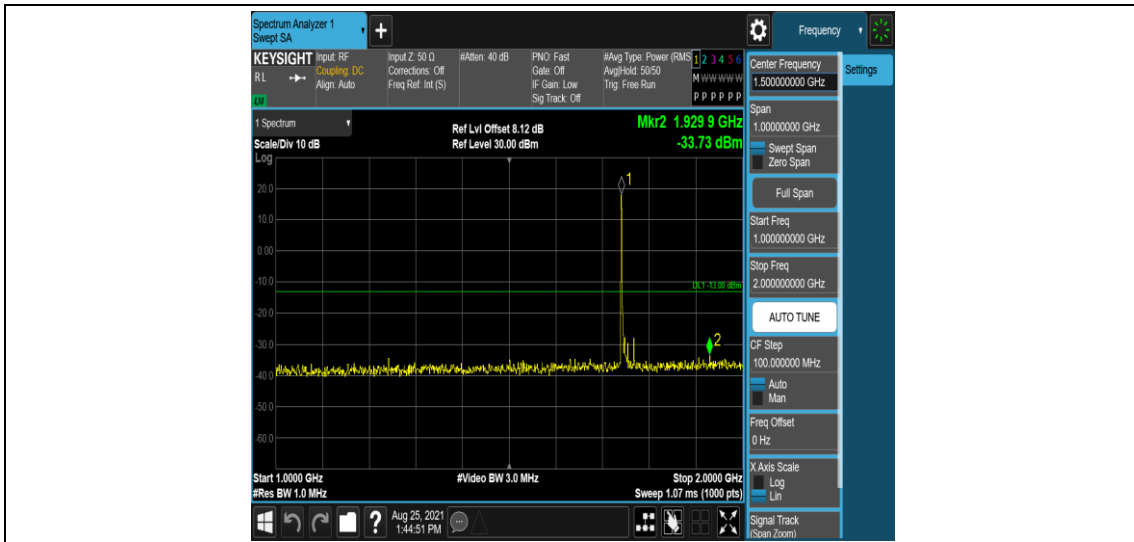 Spectrum Analyzer 1
Swept SA
Frequency
KEYSIGHT
RL
LXI
Input: RF
Coupling: DC
Align: Auto
Input Z: 50 Ω
Corrections: Off
Freq Ref: Int (S)
#Atten: 40 dB
PNO: Fast
Gate: Off
IF Gain: Low
Sig Track: Off
#Avg Type: Power (RMS
Avg|Hold: 50/50
Trig: Free Run
1 2 3 4 5 6
M W W W W W
P P P P P P
Center Frequency
1.500000000 GHz
Settings
Span
1.00000000 GHz
Swept Span
Zero Span
Full Span
Start Freq
1.000000000 GHz
Stop Freq
2.000000000 GHz
AUTO TUNE
CF Step
100.000000 MHz
Auto
Man
Freq Offset
0 Hz
X Axis Scale
Log
Lin
Signal Track
(Span Zoom)
1 Spectrum
Scale/Div 10 dB
Ref Lvl Offset 8.12 dB
Ref Level 30.00 dBm
Mkr2 1.929 9 GHz
-33.73 dBm
Log
20.0
10.0
0.00
-10.0
-20.0
-30.0
-40.0
-50.0
-60.0
1
DL1 -13.00 dBm
2
Start 1.0000 GHz
#Res BW 1.0 MHz
#Video BW 3.0 MHz
Stop 2.0000 GHz
Sweep 1.07 ms (1000 pts)
Aug 25, 2021
1:44:51 PM